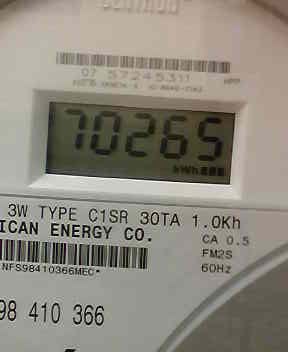 07 57245311
70265
kWh
3W TYPE C1SR 30TA 1.0Kh
ICAN ENERGY CO.
CA 0.5
FM2S
60Hz
NFS98410366MEC*
98 410 366